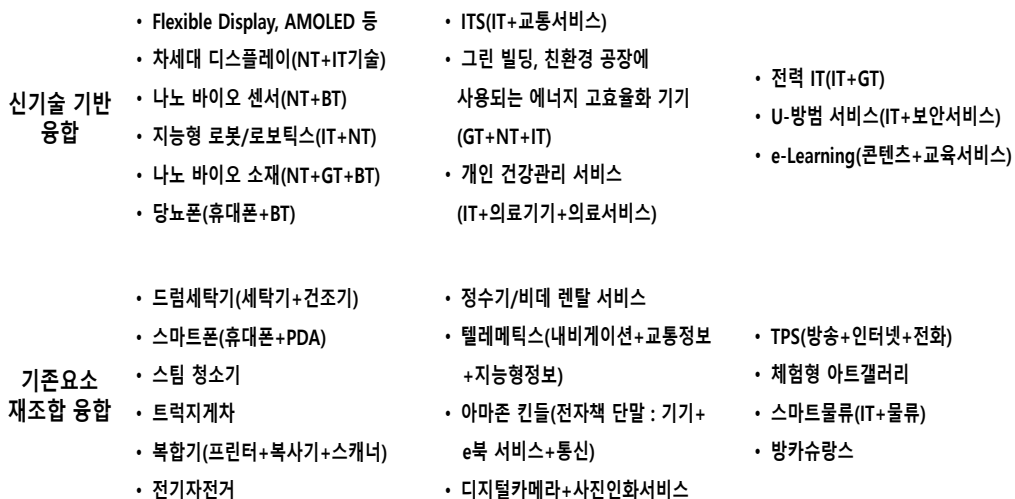 신기술 기반
융합
• Flexible Display, AMOLED 등
• 차세대 디스플레이(NT+IT기술)
• 나노 바이오 센서(NT+BT)
• 지능형 로봇/로보틱스(IT+NT)
• 나노 바이오 소재(NT+GT+BT)
• 당뇨폰(휴대폰+BT)
• ITS(IT+교통서비스)
• 그린 빌딩, 친환경 공장에
사용되는 에너지 고효율화 기기
(GT+NT+IT)
• 개인 건강관리 서비스
(IT+의료기기+의료서비스)
• 전력 IT(IT+GT)
• U-방범 서비스(IT+보안서비스)
• e-Learning(콘텐츠+교육서비스)
기존요소
재조합 융합
• 드럼세탁기(세탁기+건조기)
• 스마트폰(휴대폰+PDA)
• 스팀 청소기
• 트럭지게차
• 복합기(프린터+복사기+스캐너)
• 전기자전거
• 정수기/비데 렌탈 서비스
• 텔레메틱스(내비게이션+교통정보
+지능형정보)
• 아마존 킨들(전자책 단말 : 기기+
e북 서비스+통신)
• 디지털카메라+사진인화서비스
• TPS(방송+인터넷+전화)
• 체험형 아트갤러리
• 스마트물류(IT+물류)
• 방카슈랑스